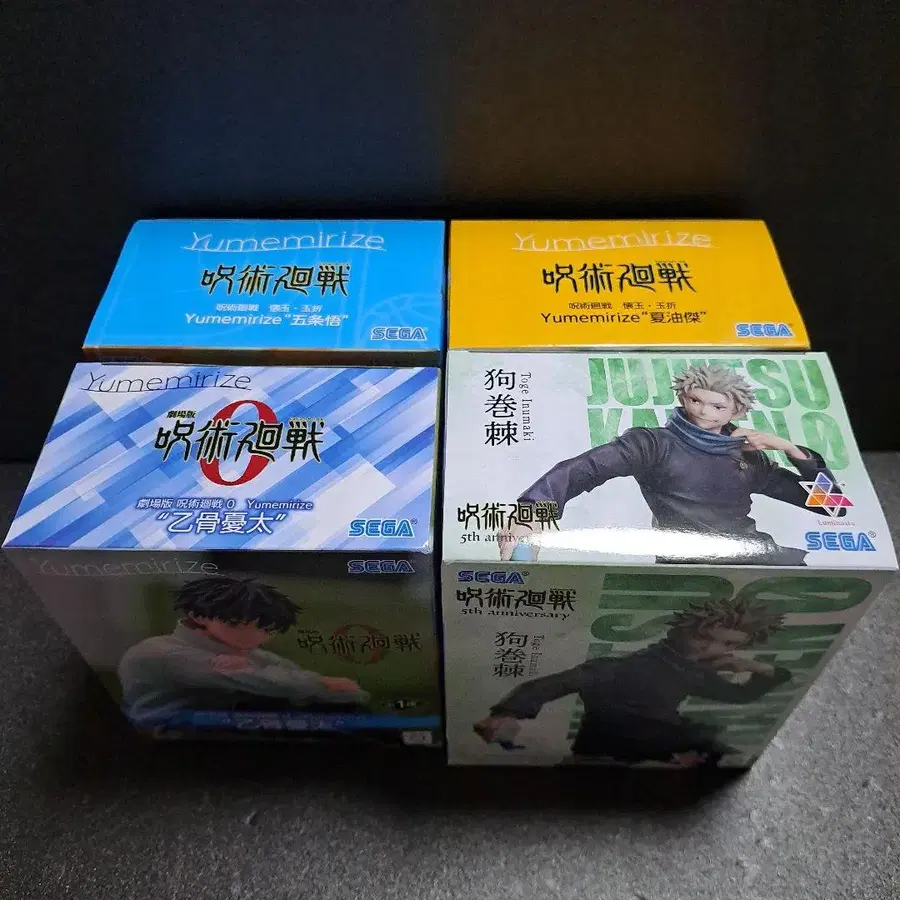 Yumemirize
呪術廻戦
呪術廻戦 懐玉・玉折
Yumemirize"五条悟"
SEGA
Yumemirize
呪術廻戦
呪術廻戦 懐玉・玉折
Yumemirize"夏油傑"
SEGA
Yumemirize
劇場版
呪術廻戦
0
劇場版 呪術廻戦 0 Yumemirize
"乙骨憂太"
SEGA
Yumemirize
SEGA
呪術廻戦
0
狗巻棘
Toge Inumaki
JUJUTSU
呪術廻戦
5th anniversary
Luminasta
SEGA
SEGA
呪術廻戦
5th anniversary
狗巻棘
Toge Inumaki